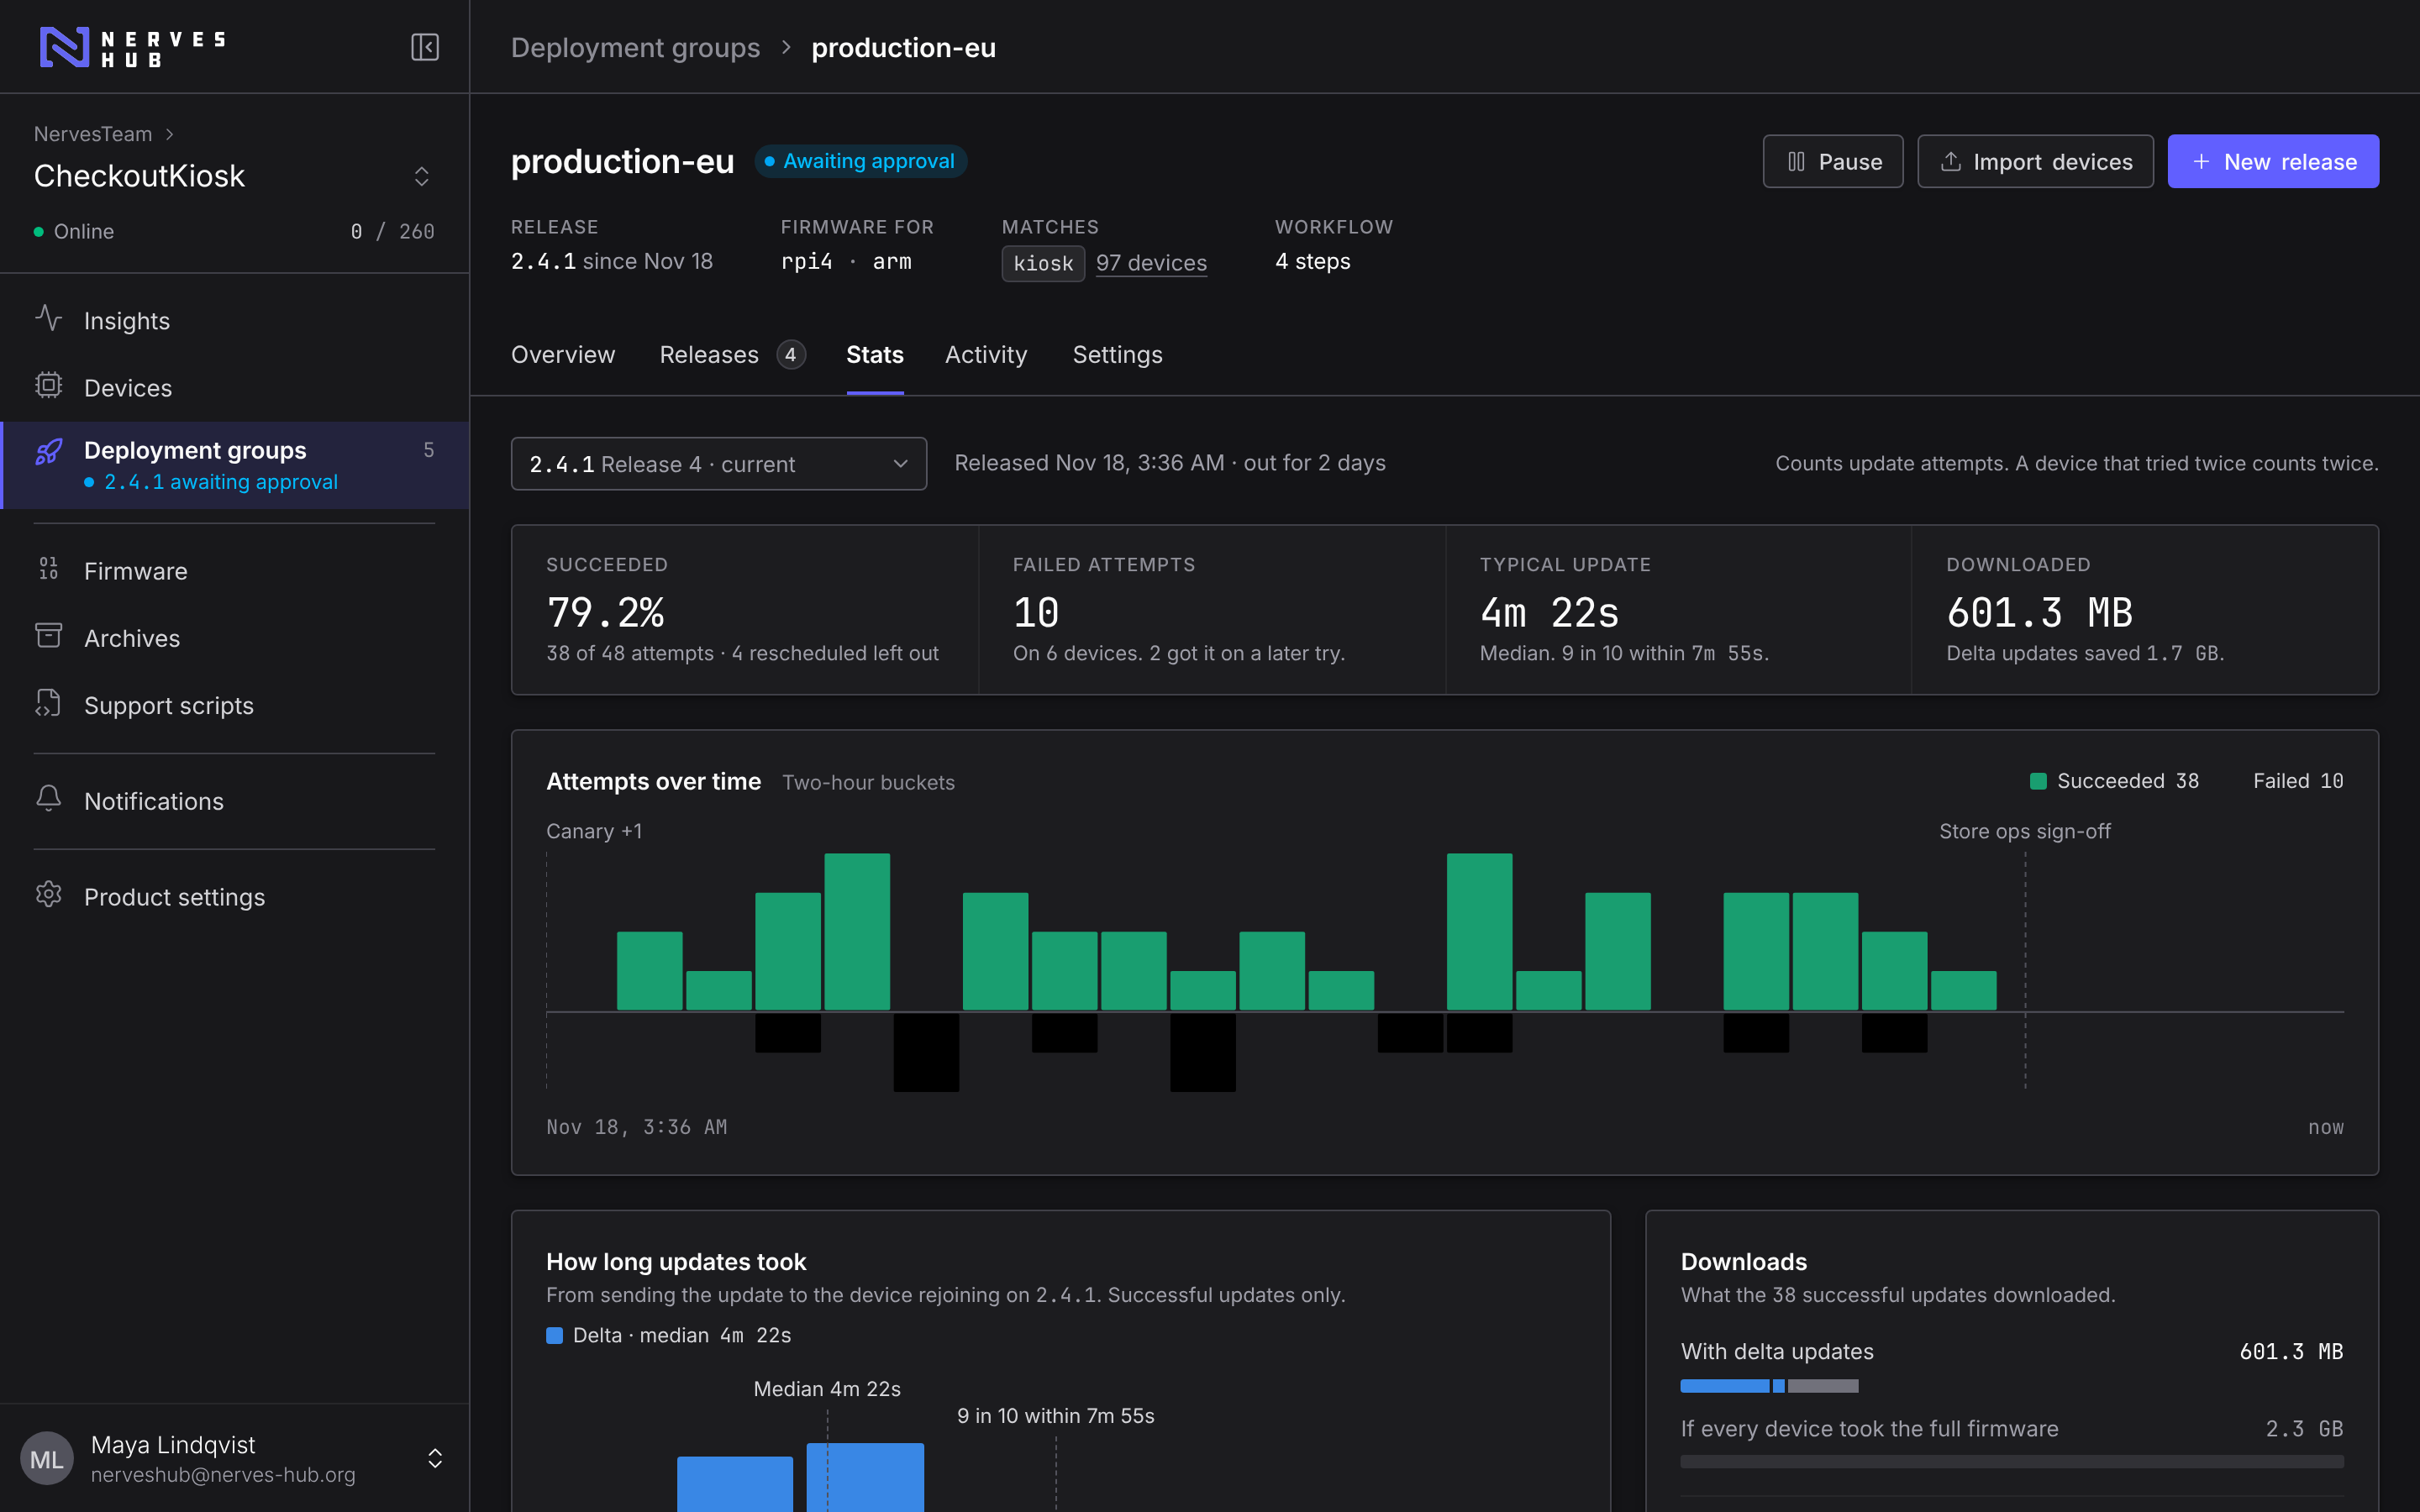 NERVES
HUB
NervesTeam
CheckoutKiosk
Online
0 / 260
Insights
Devices
Deployment groups
5
2.4.1 awaiting approval
01
10
Firmware
Archives
Support scripts
Notifications
Product settings
ML
Maya Lindqvist
nerveshub@nerves-hub.org
Deployment groups
production-eu
production-eu
Awaiting approval
Pause
Import devices
New release
RELEASE
2.4.1 since Nov 18
FIRMWARE FOR
rpi4 · arm
MATCHES
kiosk 97 devices
WORKFLOW
4 steps
Overview
Releases 4
Stats
Activity
Settings
2.4.1 Release 4 · current
Released Nov 18, 3:36 AM · out for 2 days
Counts update attempts. A device that tried twice counts twice.
SUCCEEDED
79.2%
38 of 48 attempts · 4 rescheduled left out
FAILED ATTEMPTS
10
On 6 devices. 2 got it on a later try.
TYPICAL UPDATE
4m 22s
Median. 9 in 10 within 7m 55s.
DOWNLOADED
601.3 MB
Delta updates saved 1.7 GB.
Attempts over time Two-hour buckets
Succeeded 38
Failed 10
Canary +1
Store ops sign-off
Nov 18, 3:36 AM
now
How long updates took
From sending the update to the device rejoining on 2.4.1. Successful updates only.
Delta · median 4m 22s
Median 4m 22s
9 in 10 within 7m 55s
Downloads
What the 38 successful updates downloaded.
With delta updates
601.3 MB
If every device took the full firmware
2.3 GB